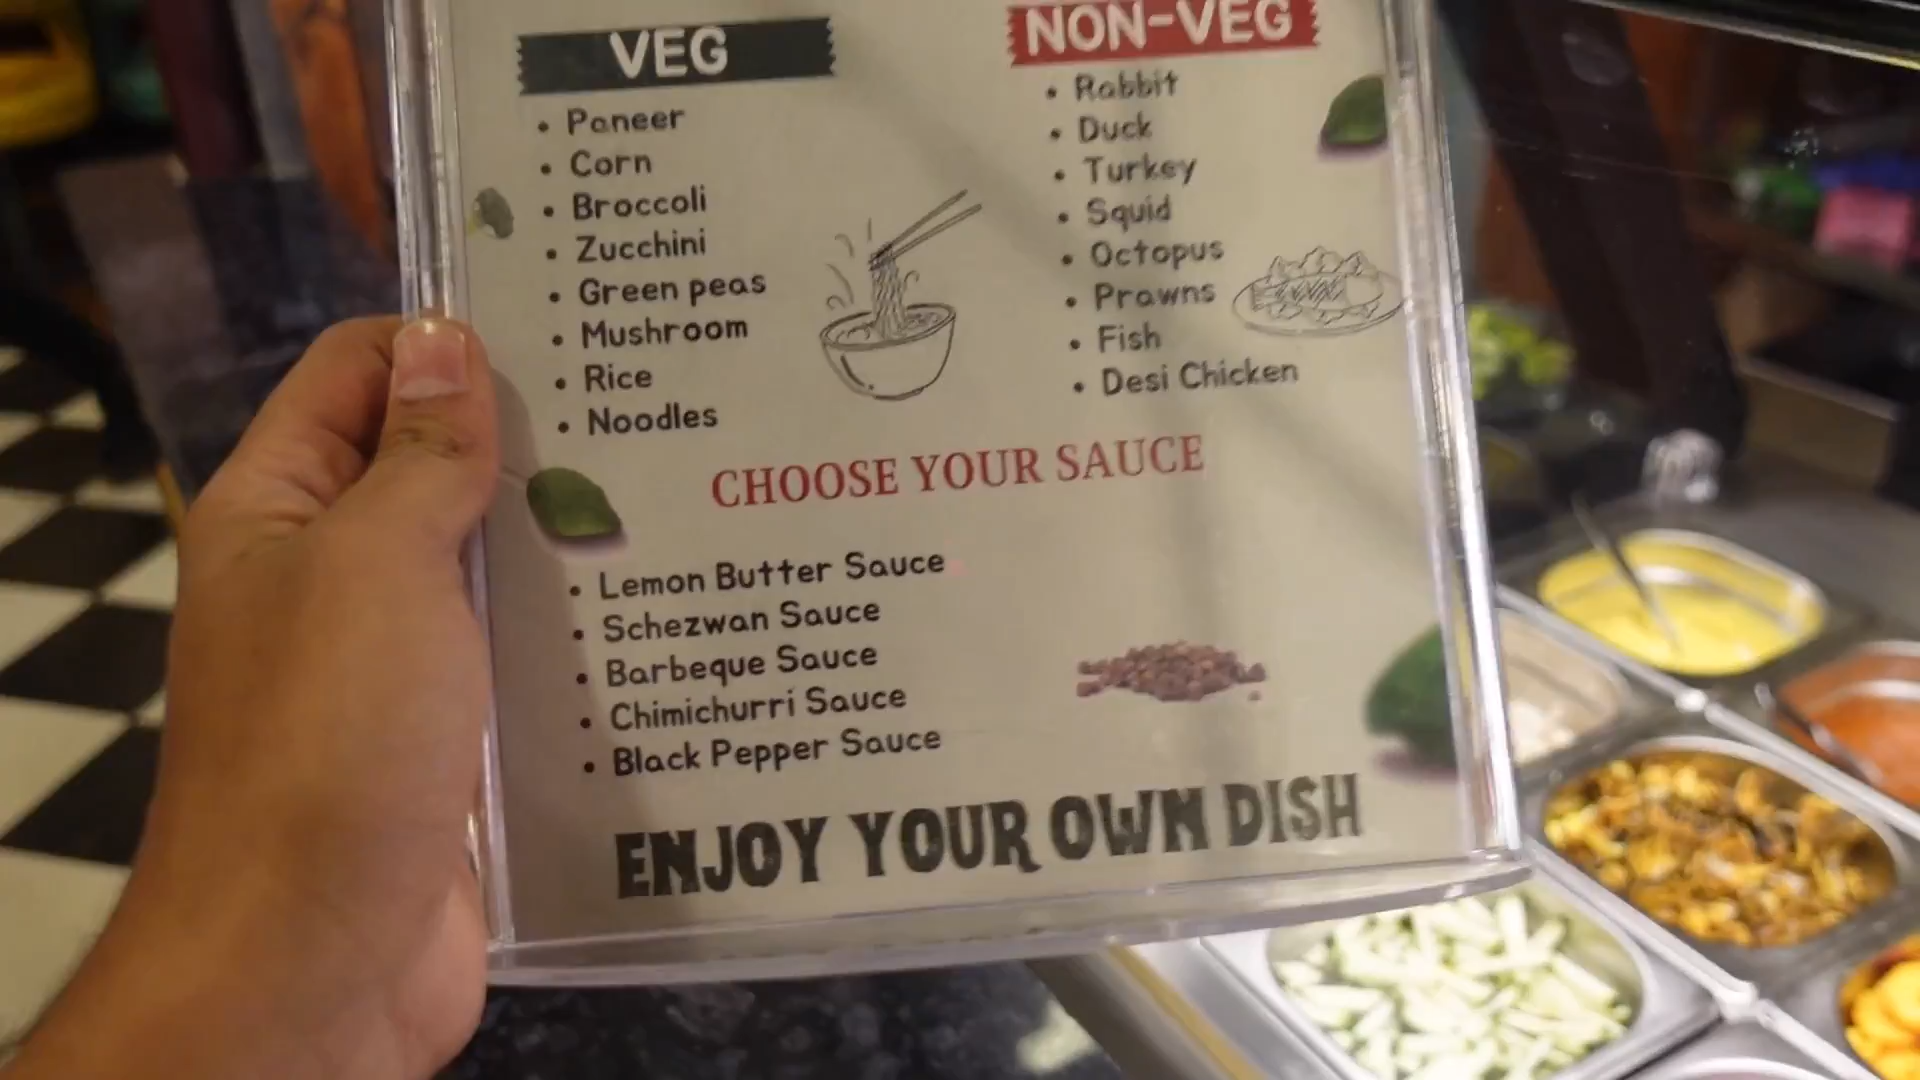 VEG
Paneer
Corn
Broccoli
Zucchini
Green peas
Mushroom
Rice
Noodles
NON-VEG
Rabbit
Duck
Turkey
Squid
Octopus
Prawns
Fish
Desi Chicken
CHOOSE YOUR SAUCE
Lemon Butter Sauce
Schezwan Sauce
Barbeque Sauce
Chimichurri Sauce
Black Pepper Sauce
ENJOY YOUR OWN DISH